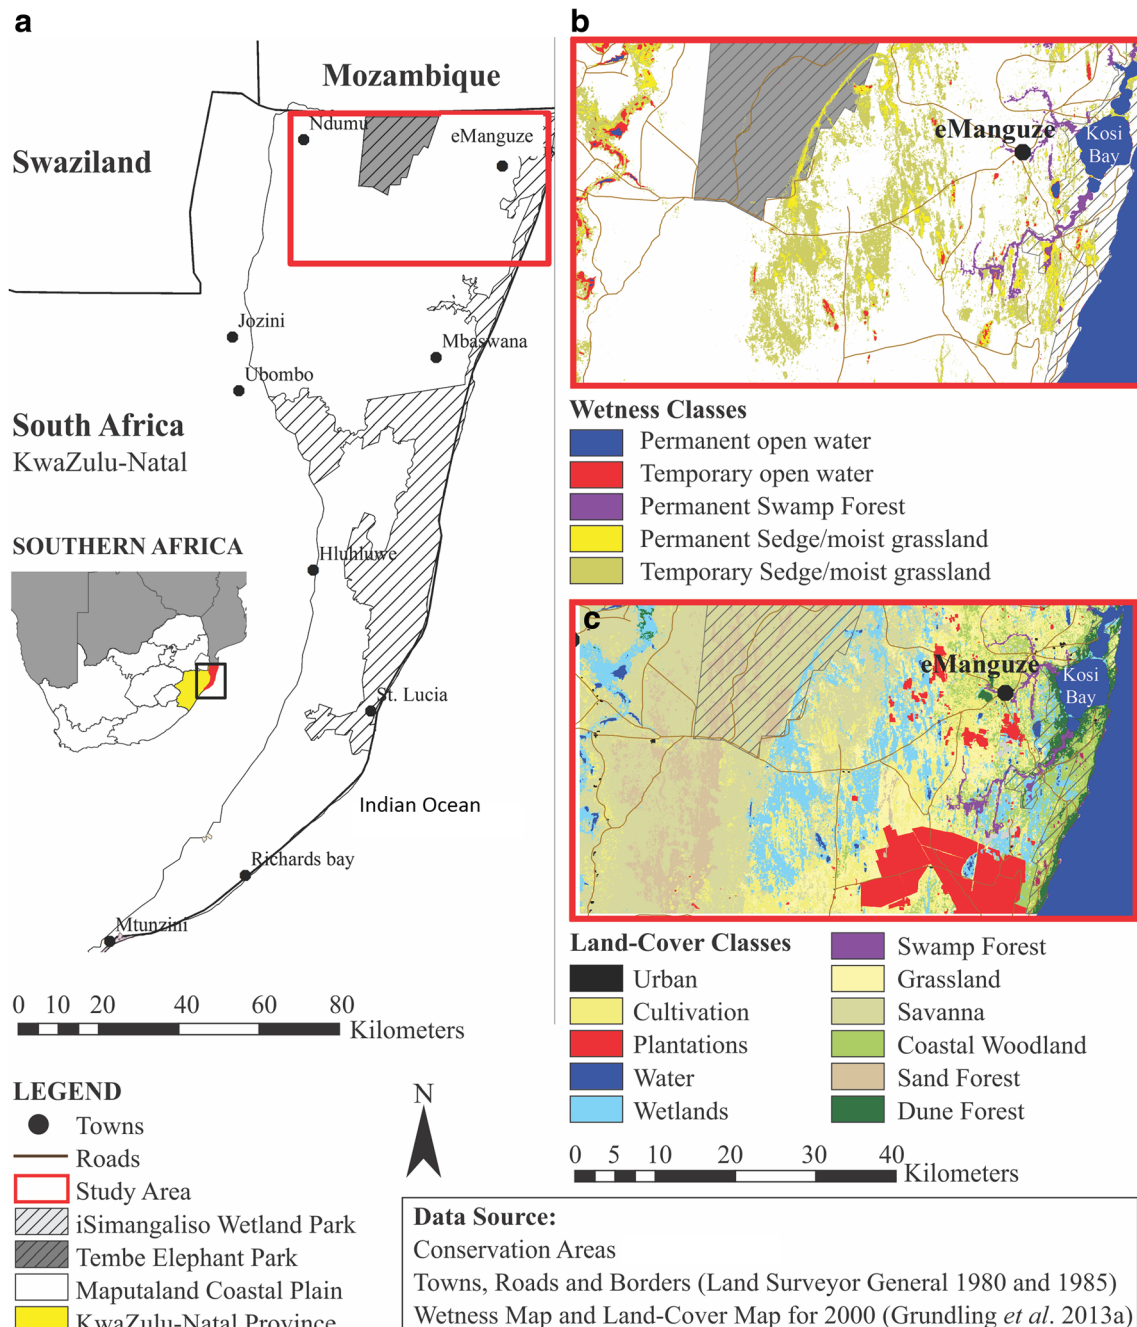 a
Mozambique
Ndumu
eManguze
Swaziland
Jozini
Mbaswana
Ubombo
South Africa
KwaZulu-Natal
SOUTHERN AFRICA
Hluhluwe
St. Lucia
Indian Ocean
Richards bay
Mtunzini
0 10 20 40 60 80
Kilometers
LEGEND
Towns
Roads
Study Area
iSimangaliso Wetland Park
Tembe Elephant Park
Maputaland Coastal Plain
KwaZulu-Natal Province
N
b
eManguze
Kosi
Bay
Wetness Classes
Permanent open water
Temporary open water
Permanent Swamp Forest
Permanent Sedge/moist grassland
Temporary Sedge/moist grassland
c
eManguze
Kosi
Bay
Land-Cover Classes
Urban
Cultivation
Plantations
Water
Wetlands
Swamp Forest
Grassland
Savanna
Coastal Woodland
Sand Forest
Dune Forest
0 5 10 20 30 40
Kilometers
Data Source:
Conservation Areas
Towns, Roads and Borders (Land Surveyor General 1980 and 1985)
Wetness Map and Land-Cover Map for 2000 (Grundling et al. 2013a)